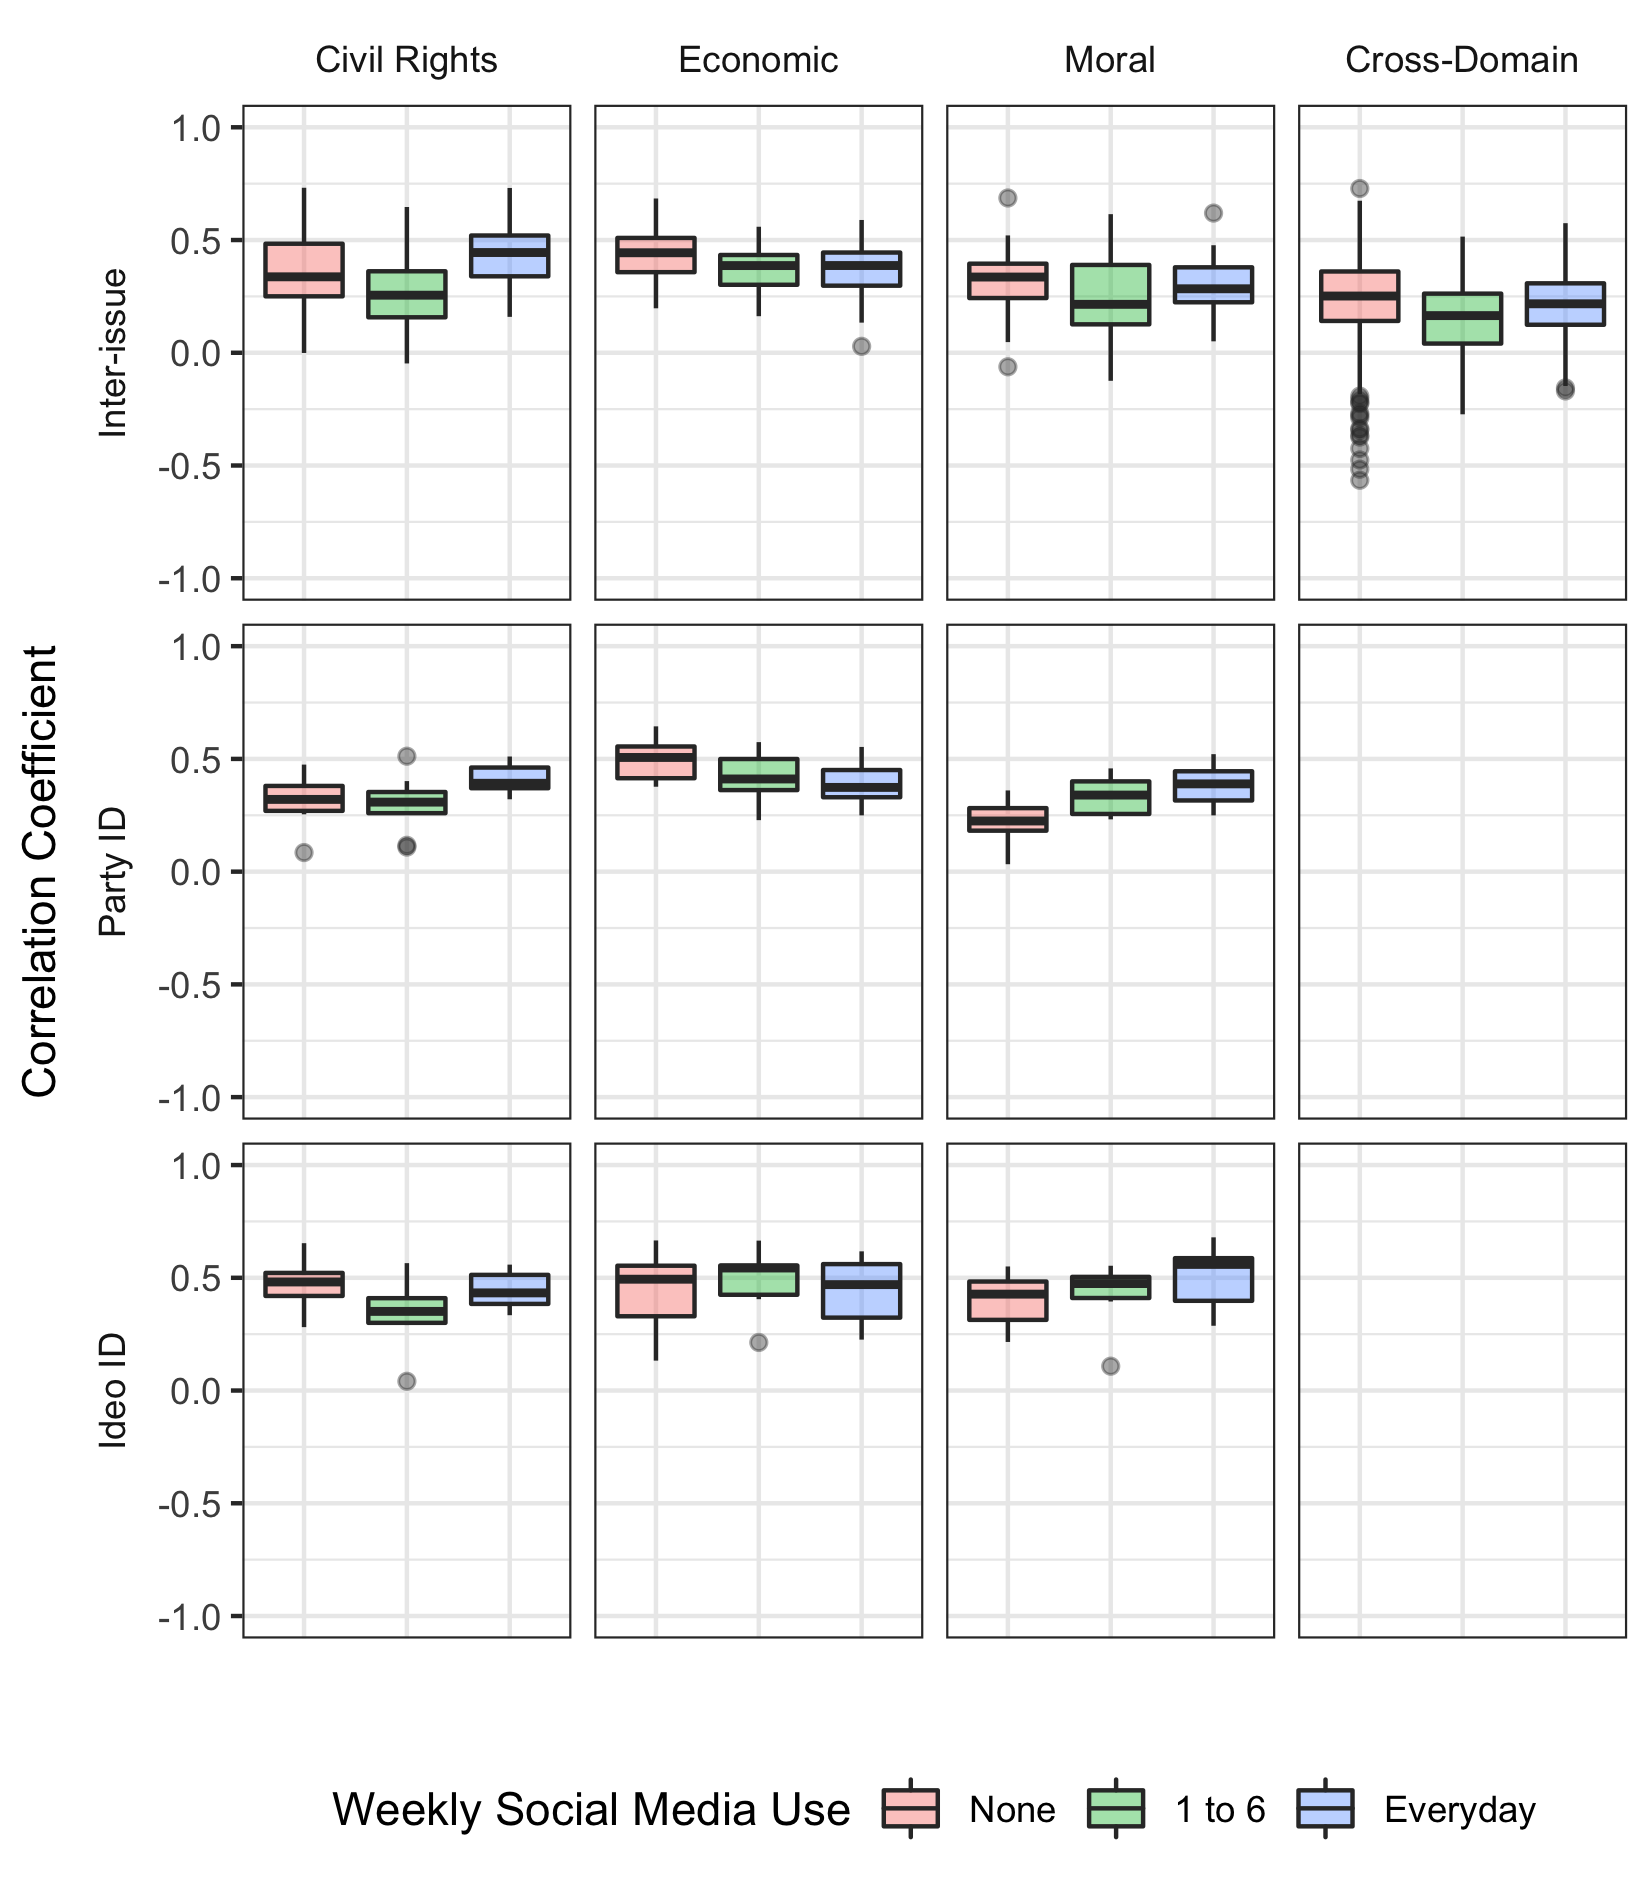 Civil Rights Economic Moral Cross-Domain
Correlation Coefficient
Inter-issue
1.0
0.5
0.0
-0.5
-1.0
Party ID
1.0
0.5
0.0
-0.5
-1.0
Ideo ID
1.0
0.5
0.0
-0.5
-1.0
Weekly Social Media Use None 1 to 6 Everyday